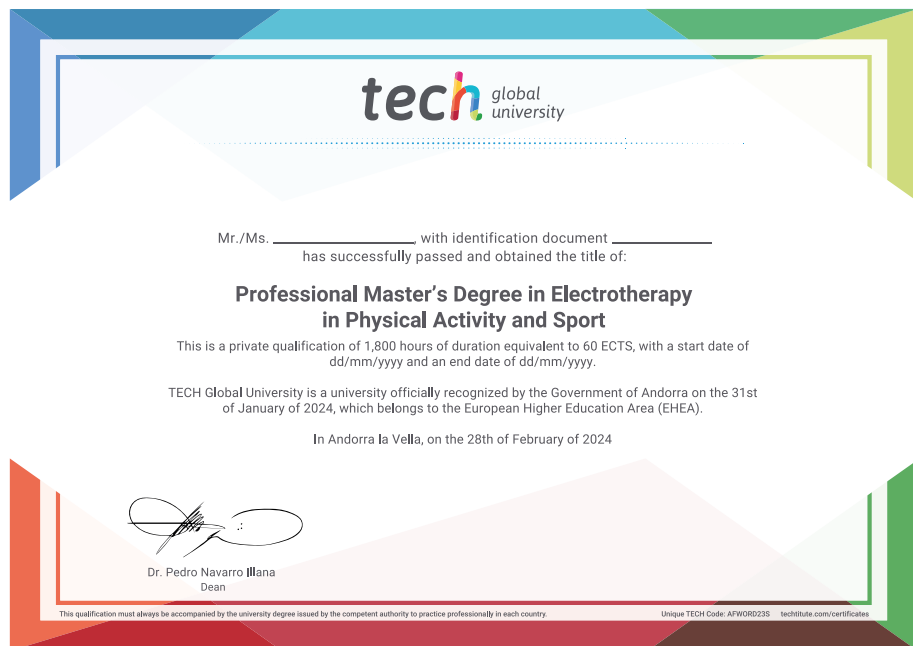 tech global university
Mr./Ms. ____________________, with identification document ______________
has successfully passed and obtained the title of:
Professional Master’s Degree in Electrotherapy
in Physical Activity and Sport
This is a private qualification of 1,800 hours of duration equivalent to 60 ECTS, with a start date of
dd/mm/yyyy and an end date of dd/mm/yyyy.
TECH Global University is a university officially recognized by the Government of Andorra on the 31st
of January of 2024, which belongs to the European Higher Education Area (EHEA).
In Andorra la Vella, on the 28th of February of 2024
Dr. Pedro Navarro Illana
Dean
This qualification must always be accompanied by the university degree issued by the competent authority to practice professionally in each country.
Unique TECH Code: AFWORD23S techtitute.com/certificates